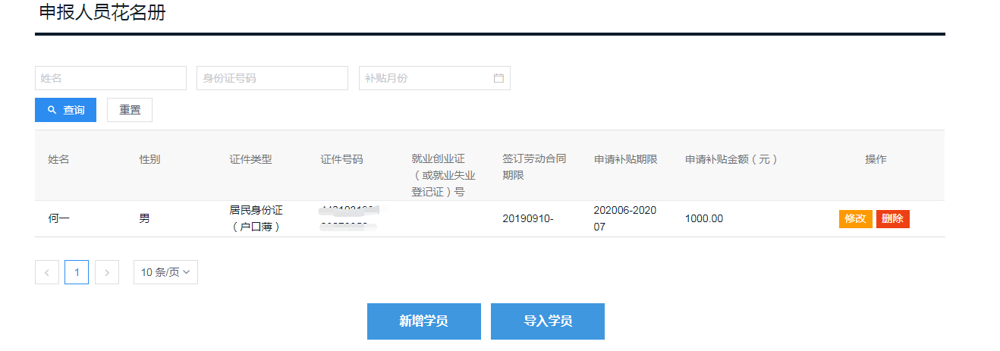 申报人员花名册
姓名 身份证号码 补贴月份
查询 重置
姓名 性别 证件类型 证件号码 就业创业证 签订劳动合同 申请补贴期限 申请补贴金额（元） 操作
（或就业失业 期限
登记证）号
居民身份证 202006-2020
何一 男 20190910- 1000.00 修改 删除
（户口薄） 07
1 10 条/页
新增学员 导入学员